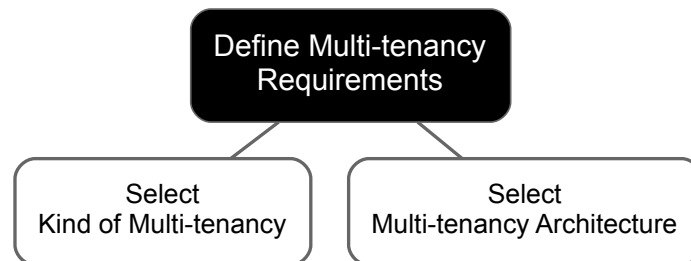 Define Multi-tenancy
Requirements
Select
Kind of Multi-tenancy
Select
Multi-tenancy Architecture